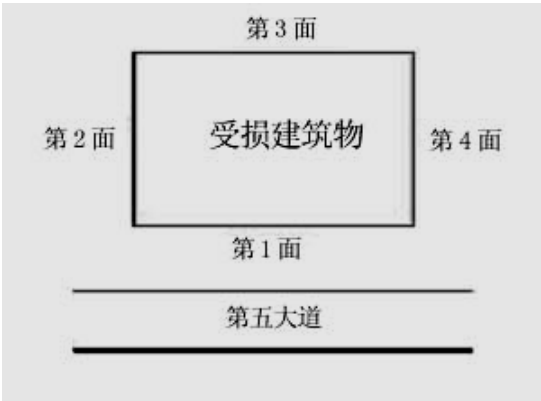 第3面
第2面
受损建筑物
第4面
第1面
第五大道